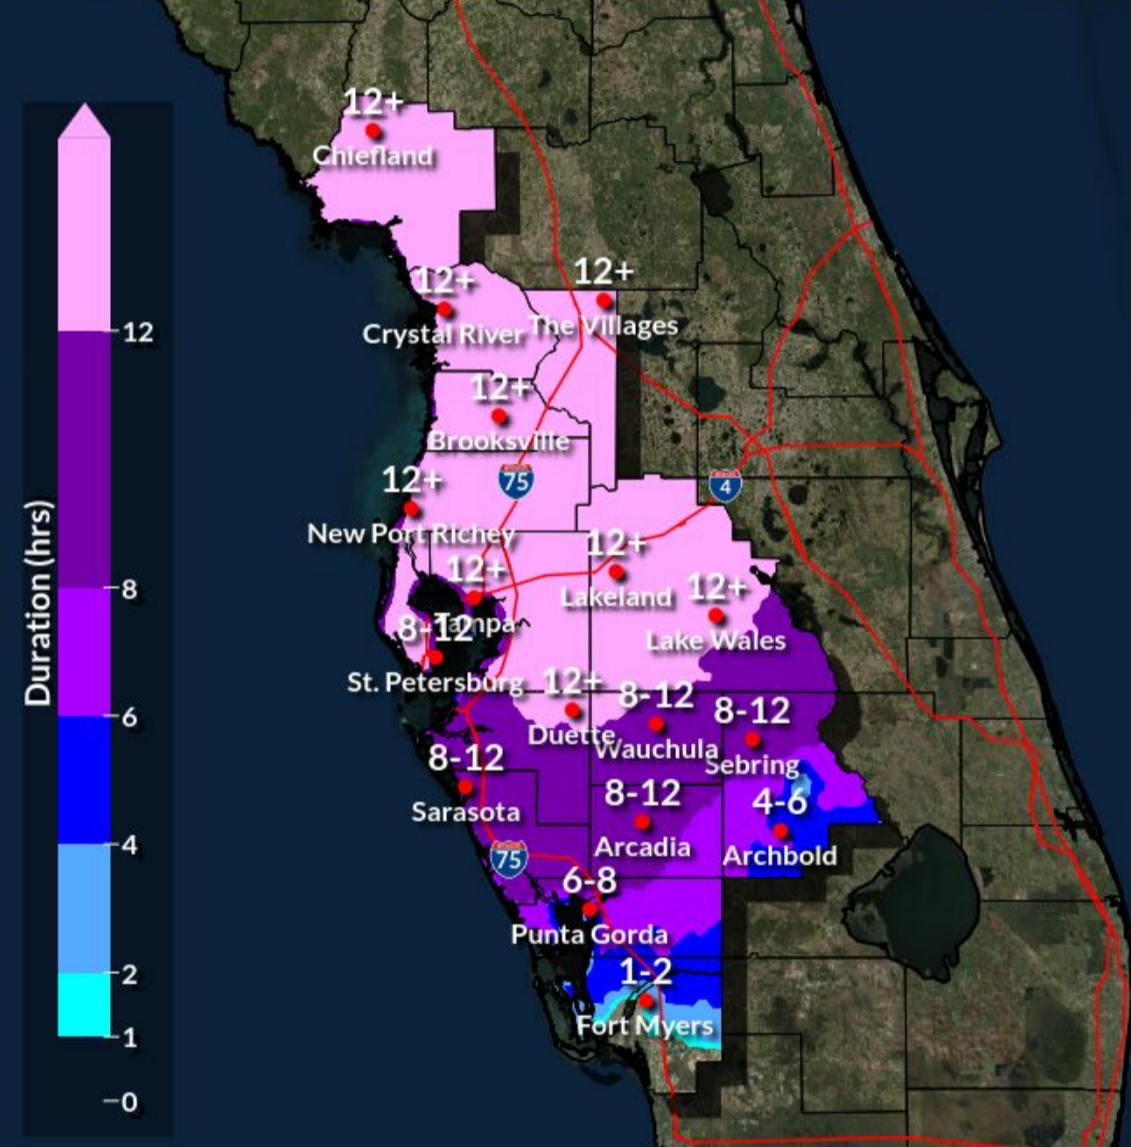 12+
Chiefland
12+
Crystal River
12+
The Villages
12
12+
Brooksville
75
4
12+
New Port Richey
12+
Lakeland
12+
Tampa
12+
Lake Wales
8
8-12
St. Petersburg
12+
Duette
8-12
Wauchula
8-12
Sebring
6
8-12
Sarasota
8-12
Arcadia
4-6
Archbold
4
75
6-8
Punta Gorda
2
1-2
Fort Myers
1
0
Duration (hrs)